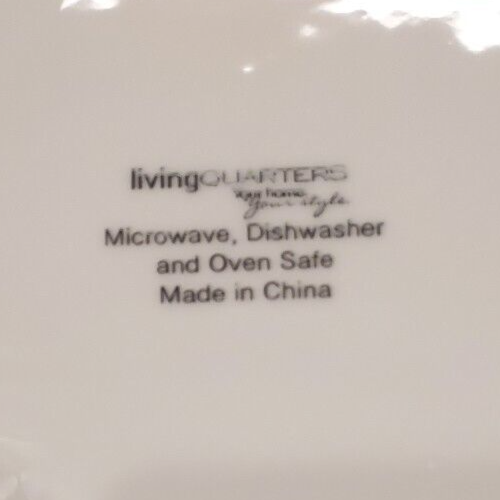 livingQUARTERS
your home
your style
Microwave, Dishwasher
and Oven Safe
Made in China